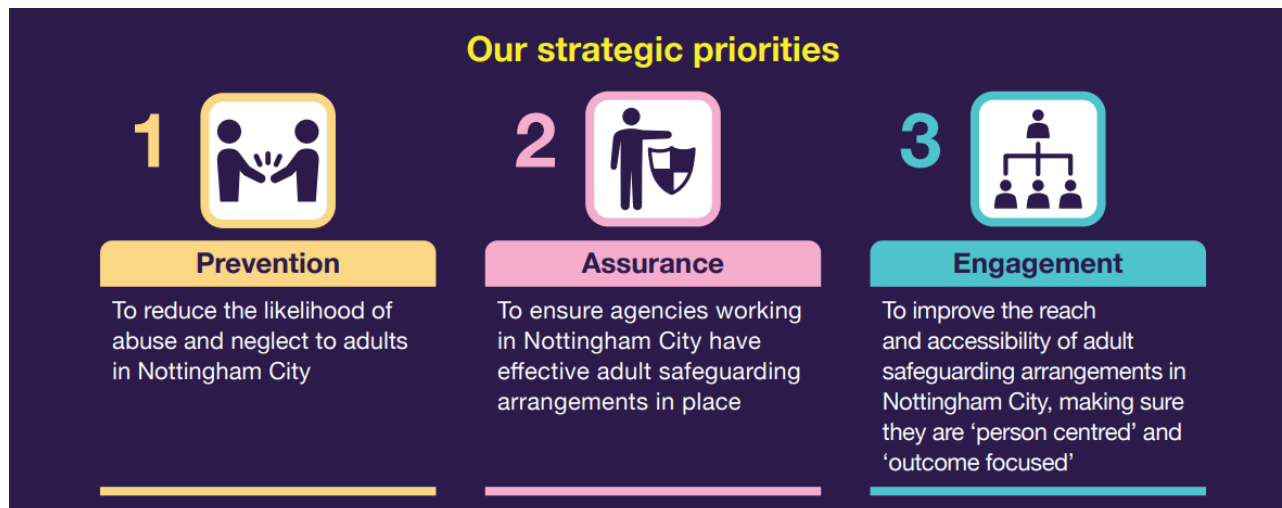 Our strategic priorities
1
Prevention
To reduce the likelihood of
abuse and neglect to adults
in Nottingham City
2
Assurance
To ensure agencies working
in Nottingham City have
effective adult safeguarding
arrangements in place
3
Engagement
To improve the reach
and accessibility of adult
safeguarding arrangements in
Nottingham City, making sure
they are ‘person centred’ and
‘outcome focused’